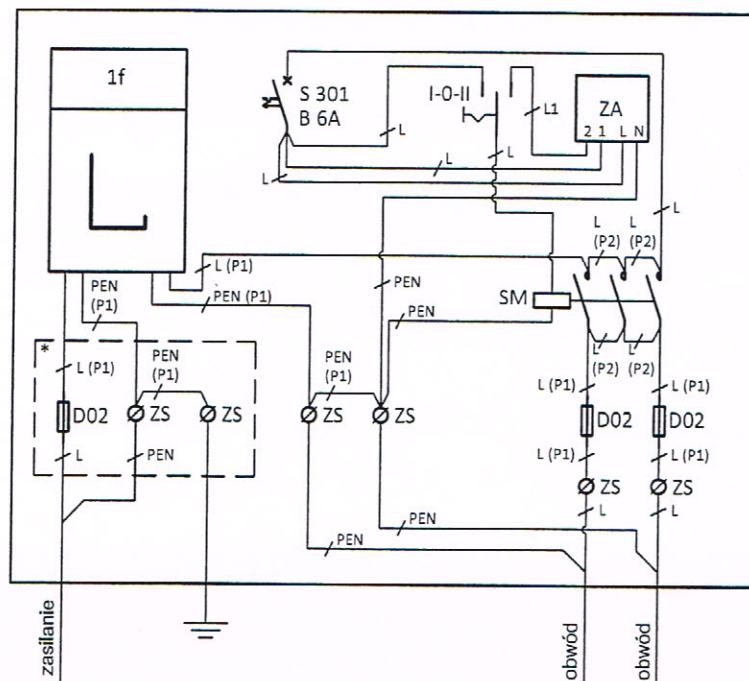 1f
S 301
B 6A
I-0-II
L1
ZA
2 1 L N
L
L
L
L
L
L (P1)
L
(P2)
L
(P2)
PEN
(P1)
PEN (P1)
PEN
PEN
SM
*
L (P1)
PEN
(P1)
PEN
(P1)
L
(P2)
L
(P2)
D02
ZS
ZS
ZS
ZS
L (P1)
L (P1)
D02
D02
L
PEN
L (P1)
L (P1)
ZS
ZS
L
L
PEN
PEN
zasilanie
obwód
obwód